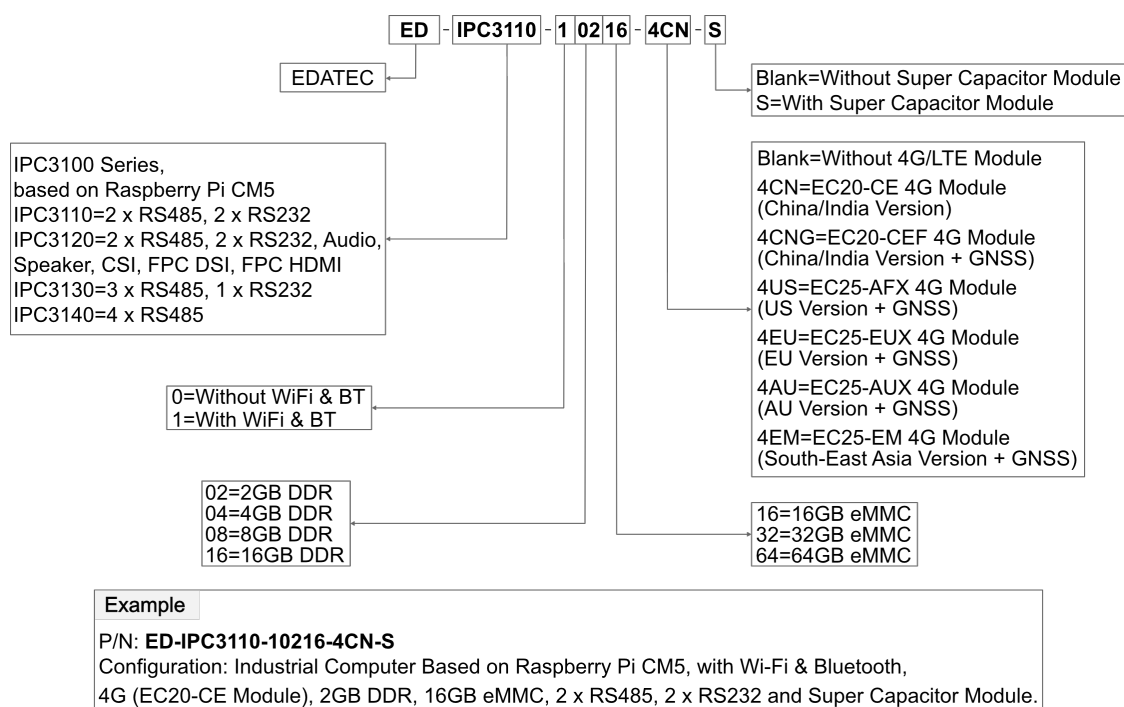 ED - IPC3110 - 1 02 16 - 4CN - S
EDATEC
Blank=Without Super Capacitor Module
S=With Super Capacitor Module
IPC3100 Series,
based on Raspberry Pi CM5
IPC3110=2 x RS485, 2 x RS232
IPC3120=2 x RS485, 2 x RS232, Audio,
Speaker, CSI, FPC DSI, FPC HDMI
IPC3130=3 x RS485, 1 x RS232
IPC3140=4 x RS485
Blank=Without 4G/LTE Module
4CN=EC20-CE 4G Module
(China/India Version)
4CNG=EC20-CEF 4G Module
(China/India Version + GNSS)
4US=EC25-AFX 4G Module
(US Version + GNSS)
4EU=EC25-EUX 4G Module
(EU Version + GNSS)
4AU=EC25-AUX 4G Module
(AU Version + GNSS)
4EM=EC25-EM 4G Module
(South-East Asia Version + GNSS)
0=Without WiFi & BT
1=With WiFi & BT
02=2GB DDR
04=4GB DDR
08=8GB DDR
16=16GB DDR
16=16GB eMMC
32=32GB eMMC
64=64GB eMMC
Example
P/N: ED-IPC3110-10216-4CN-S
Configuration: Industrial Computer Based on Raspberry Pi CM5, with Wi-Fi & Bluetooth,
4G (EC20-CE Module), 2GB DDR, 16GB eMMC, 2 x RS485, 2 x RS232 and Super Capacitor Module.